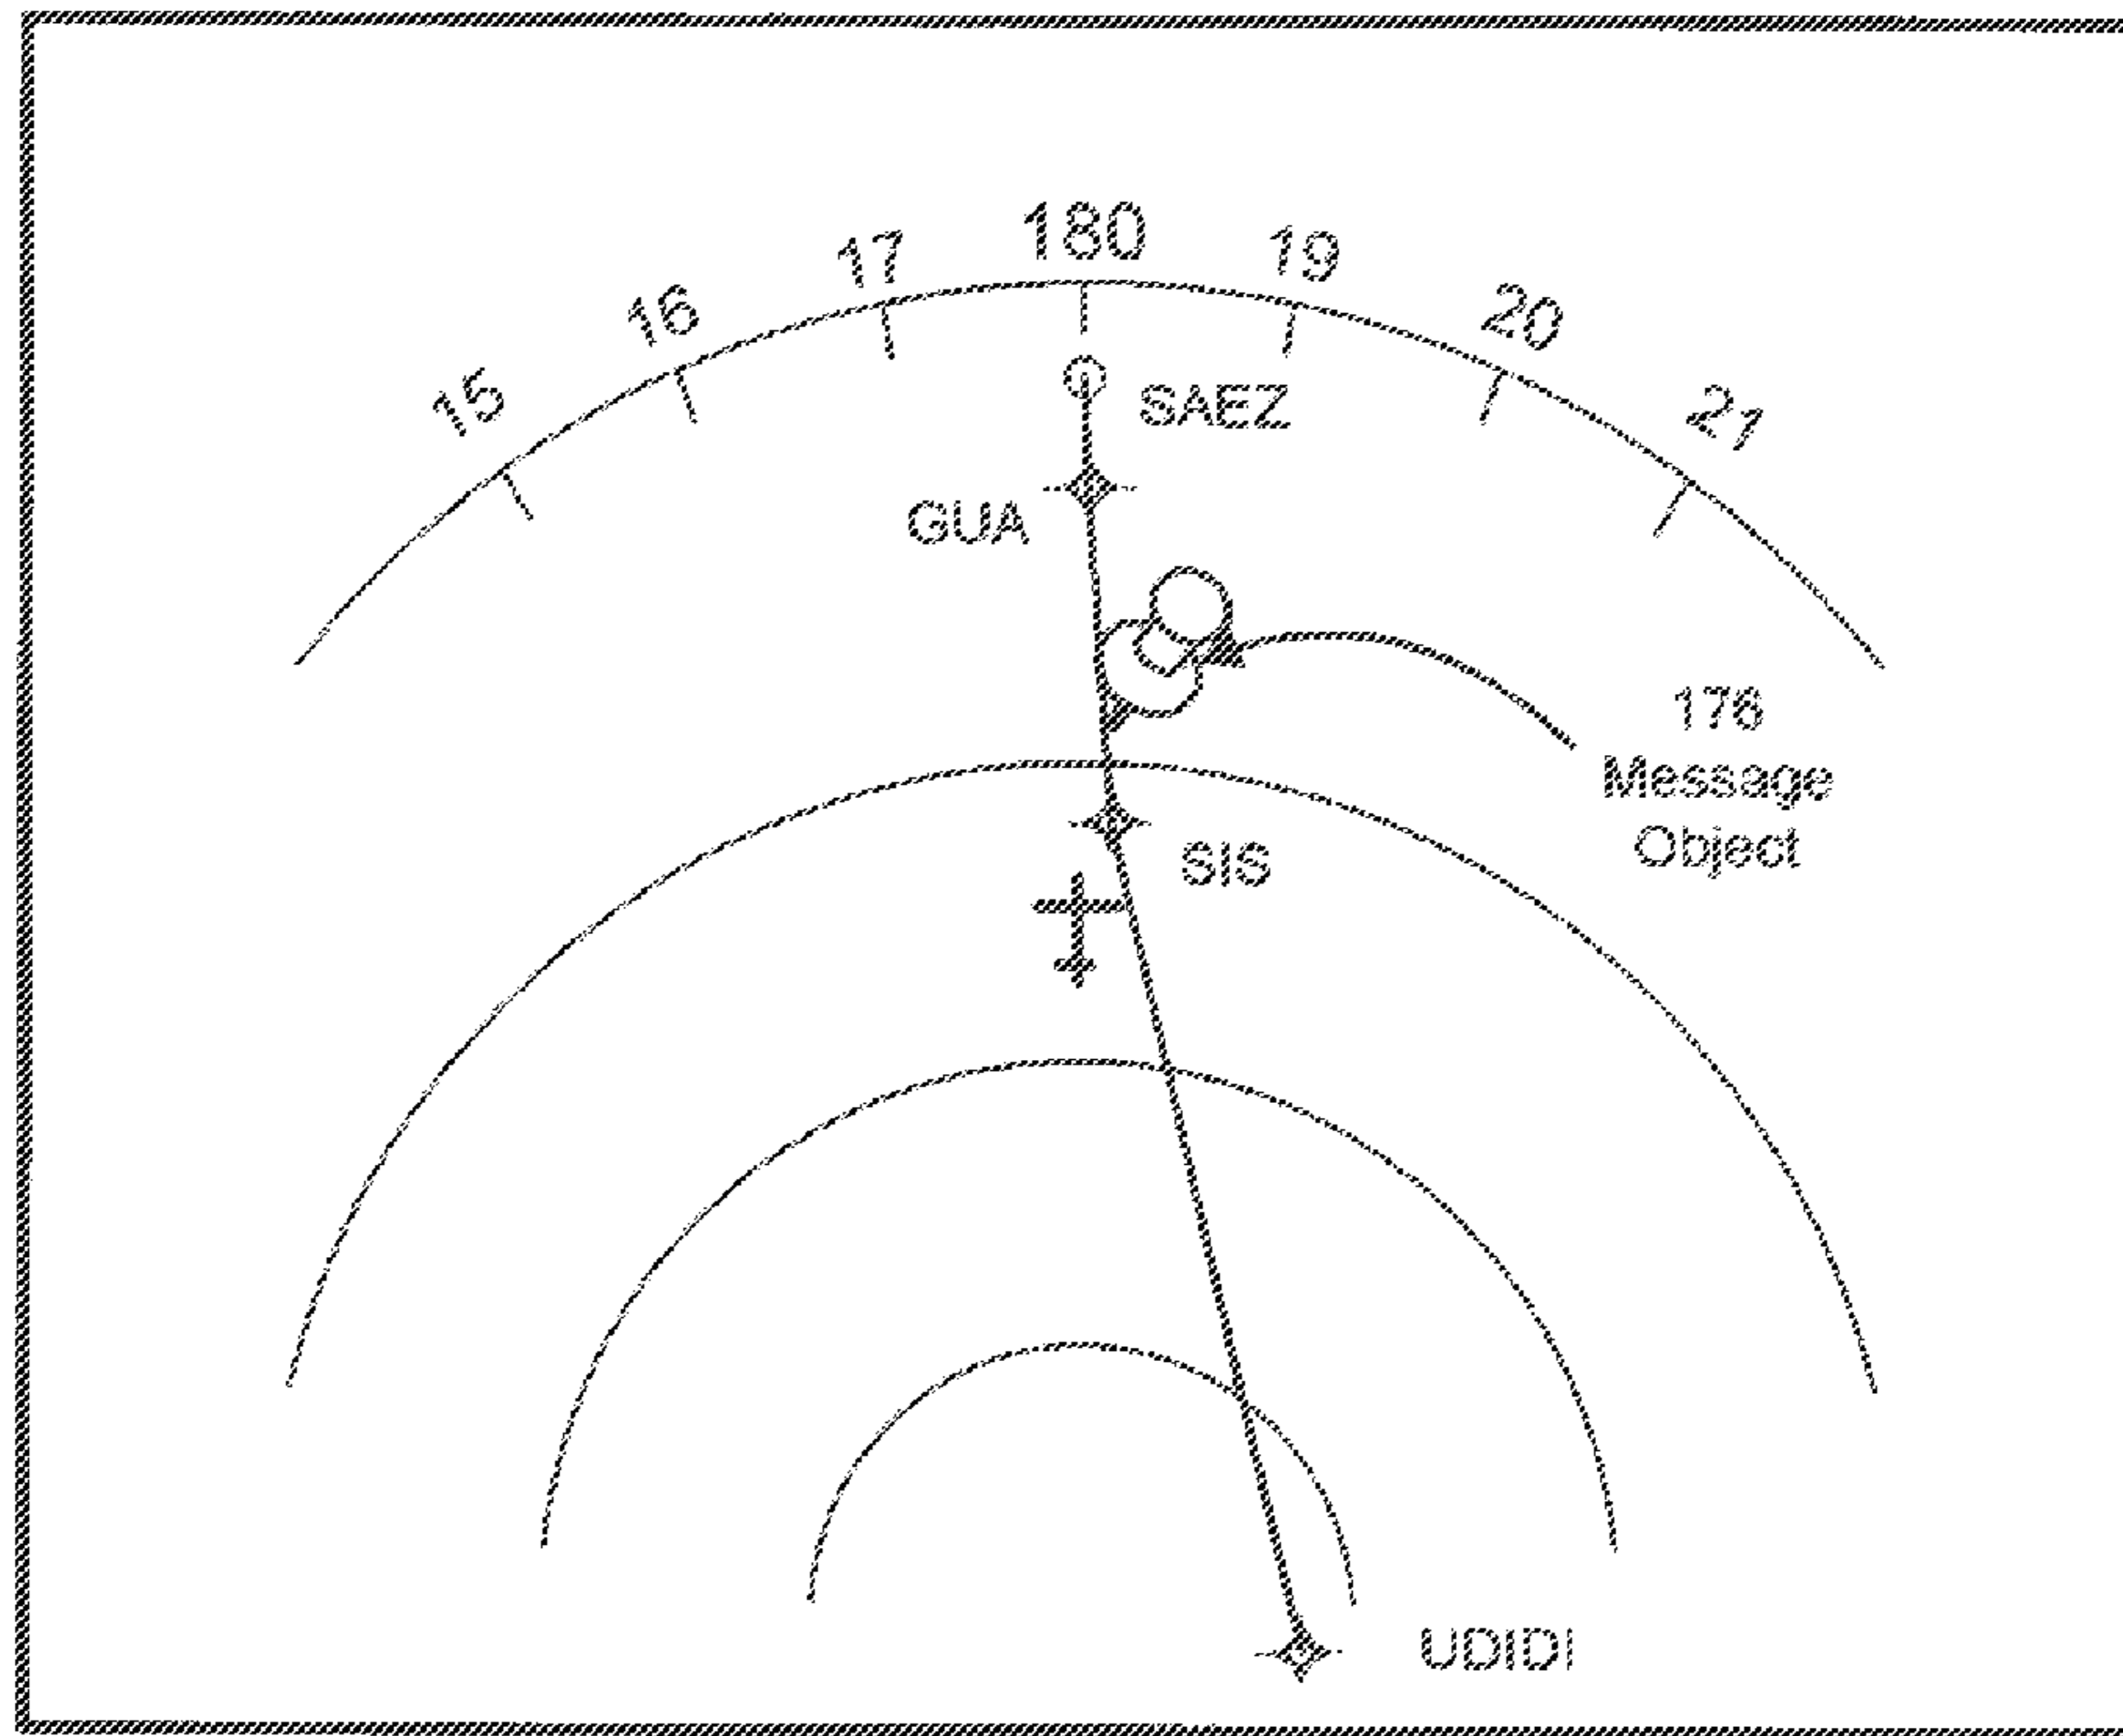 180
17
19
16
20
15
21
SAEZ
GUA
176
Message
Object
SIS
UDIDI